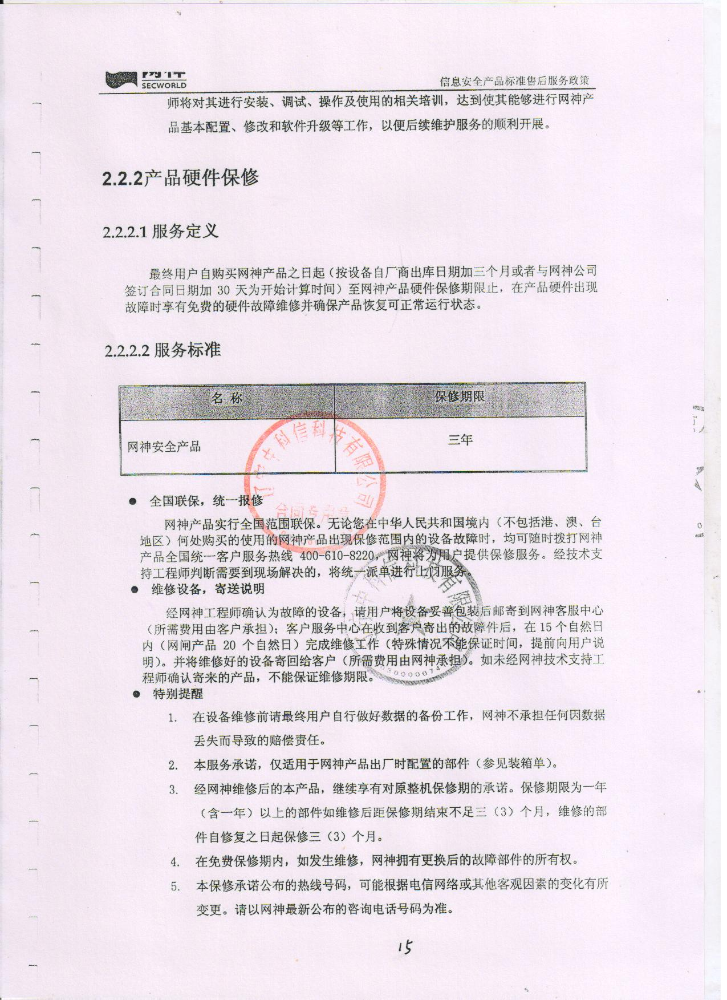 网神
SECWORLD
信息安全产品标准售后服务政策
师将对其进行安装、调试、操作及使用的相关培训，达到使其能够进行网神产
品基本配置、修改和软件升级等工作，以便后续维护服务的顺利开展。
2.2.2产品硬件保修
2.2.2.1 服务定义
最终用户自购买网神产品之日起（按设备自厂商出库日期加三个月或者与网神公司
签订合同日期加 30 天为开始计算时间）至网神产品硬件保修期限止，在产品硬件出现
故障时享有免费的硬件故障维修并确保产品恢复可正常运行状态。
2.2.2.2 服务标准
名 称
保修期限
网神安全产品
三年
辽宁中科信科技有限公司
合同专用章
● 全国联保，统一报修
网神产品实行全国范围联保。无论您在中华人民共和国境内（不包括港、澳、台
地区）何处购买的使用的网神产品出现保修范围内的设备故障时，均可随时拨打网神
产品全国统一客户服务热线 400-610-8220，网神将为用户提供保修服务。经技术支
持工程师判断需要到现场解决的，将统一派单进行上门服务。
● 维修设备，寄送说明
经网神工程师确认为故障的设备，请用户将设备妥善包装后邮寄到网神客服中心
（所需费用由客户承担）；客户服务中心在收到客户寄出的故障件后，在 15 个自然日
内（网闸产品 20 个自然日）完成维修工作（特殊情况不能保证时间，提前向用户说
明）。并将维修好的设备寄回给客户（所需费用由网神承担）。如未经网神技术支持工
程师确认寄来的产品，不能保证维修期限。
辽宁中科信科技有限公司
● 特别提醒
1. 在设备维修前请最终用户自行做好数据的备份工作，网神不承担任何因数据
丢失而导致的赔偿责任。
2. 本服务承诺，仅适用于网神产品出厂时配置的部件（参见装箱单）。
3. 经网神维修后的本产品，继续享有对原整机保修期的承诺。保修期限为一年
（含一年）以上的部件如维修后距保修期结束不足三（3）个月，维修的部
件自修复之日起保修三（3）个月。
4. 在免费保修期内，如发生维修，网神拥有更换后的故障部件的所有权。
5. 本保修承诺公布的热线号码，可能根据电信网络或其他客观因素的变化有所
变更。请以网神最新公布的咨询电话号码为准。
15